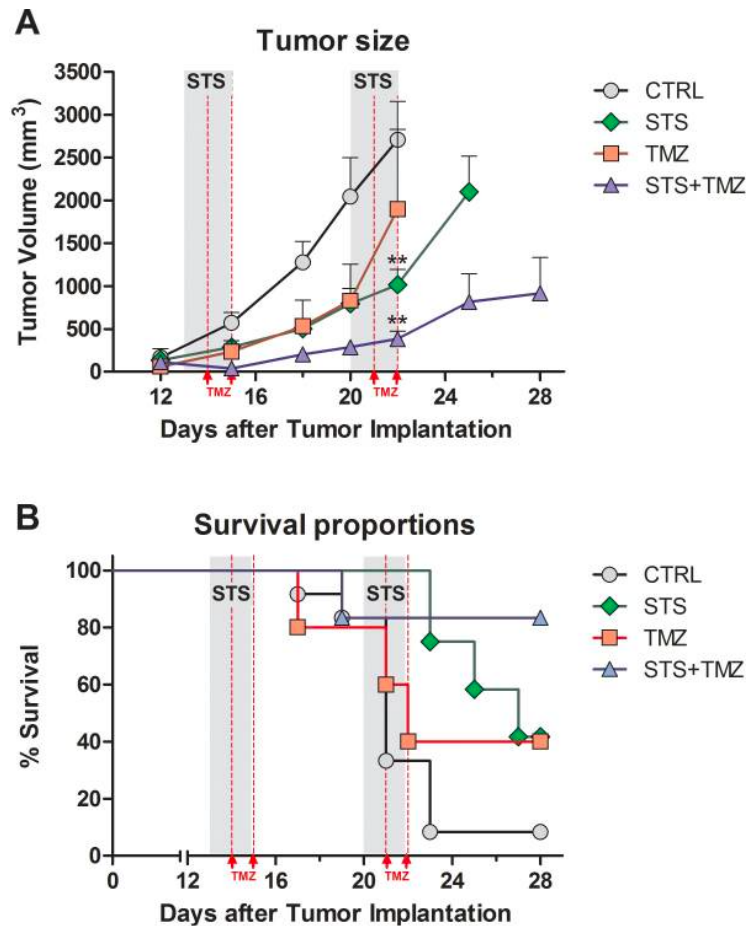 A
Tumor size
Tumor Volume (mm³)
3500
3000
2500
2000
1500
1000
500
0
STS
STS
**
**
TMZ
TMZ
12
16
20
24
28
Days after Tumor Implantation
CTRL
STS
TMZ
STS+TMZ
B
Survival proportions
% Survival
100
80
60
40
20
0
STS
STS
TMZ
TMZ
0
12
16
20
24
28
Days after Tumor Implantation
CTRL
STS
TMZ
STS+TMZ